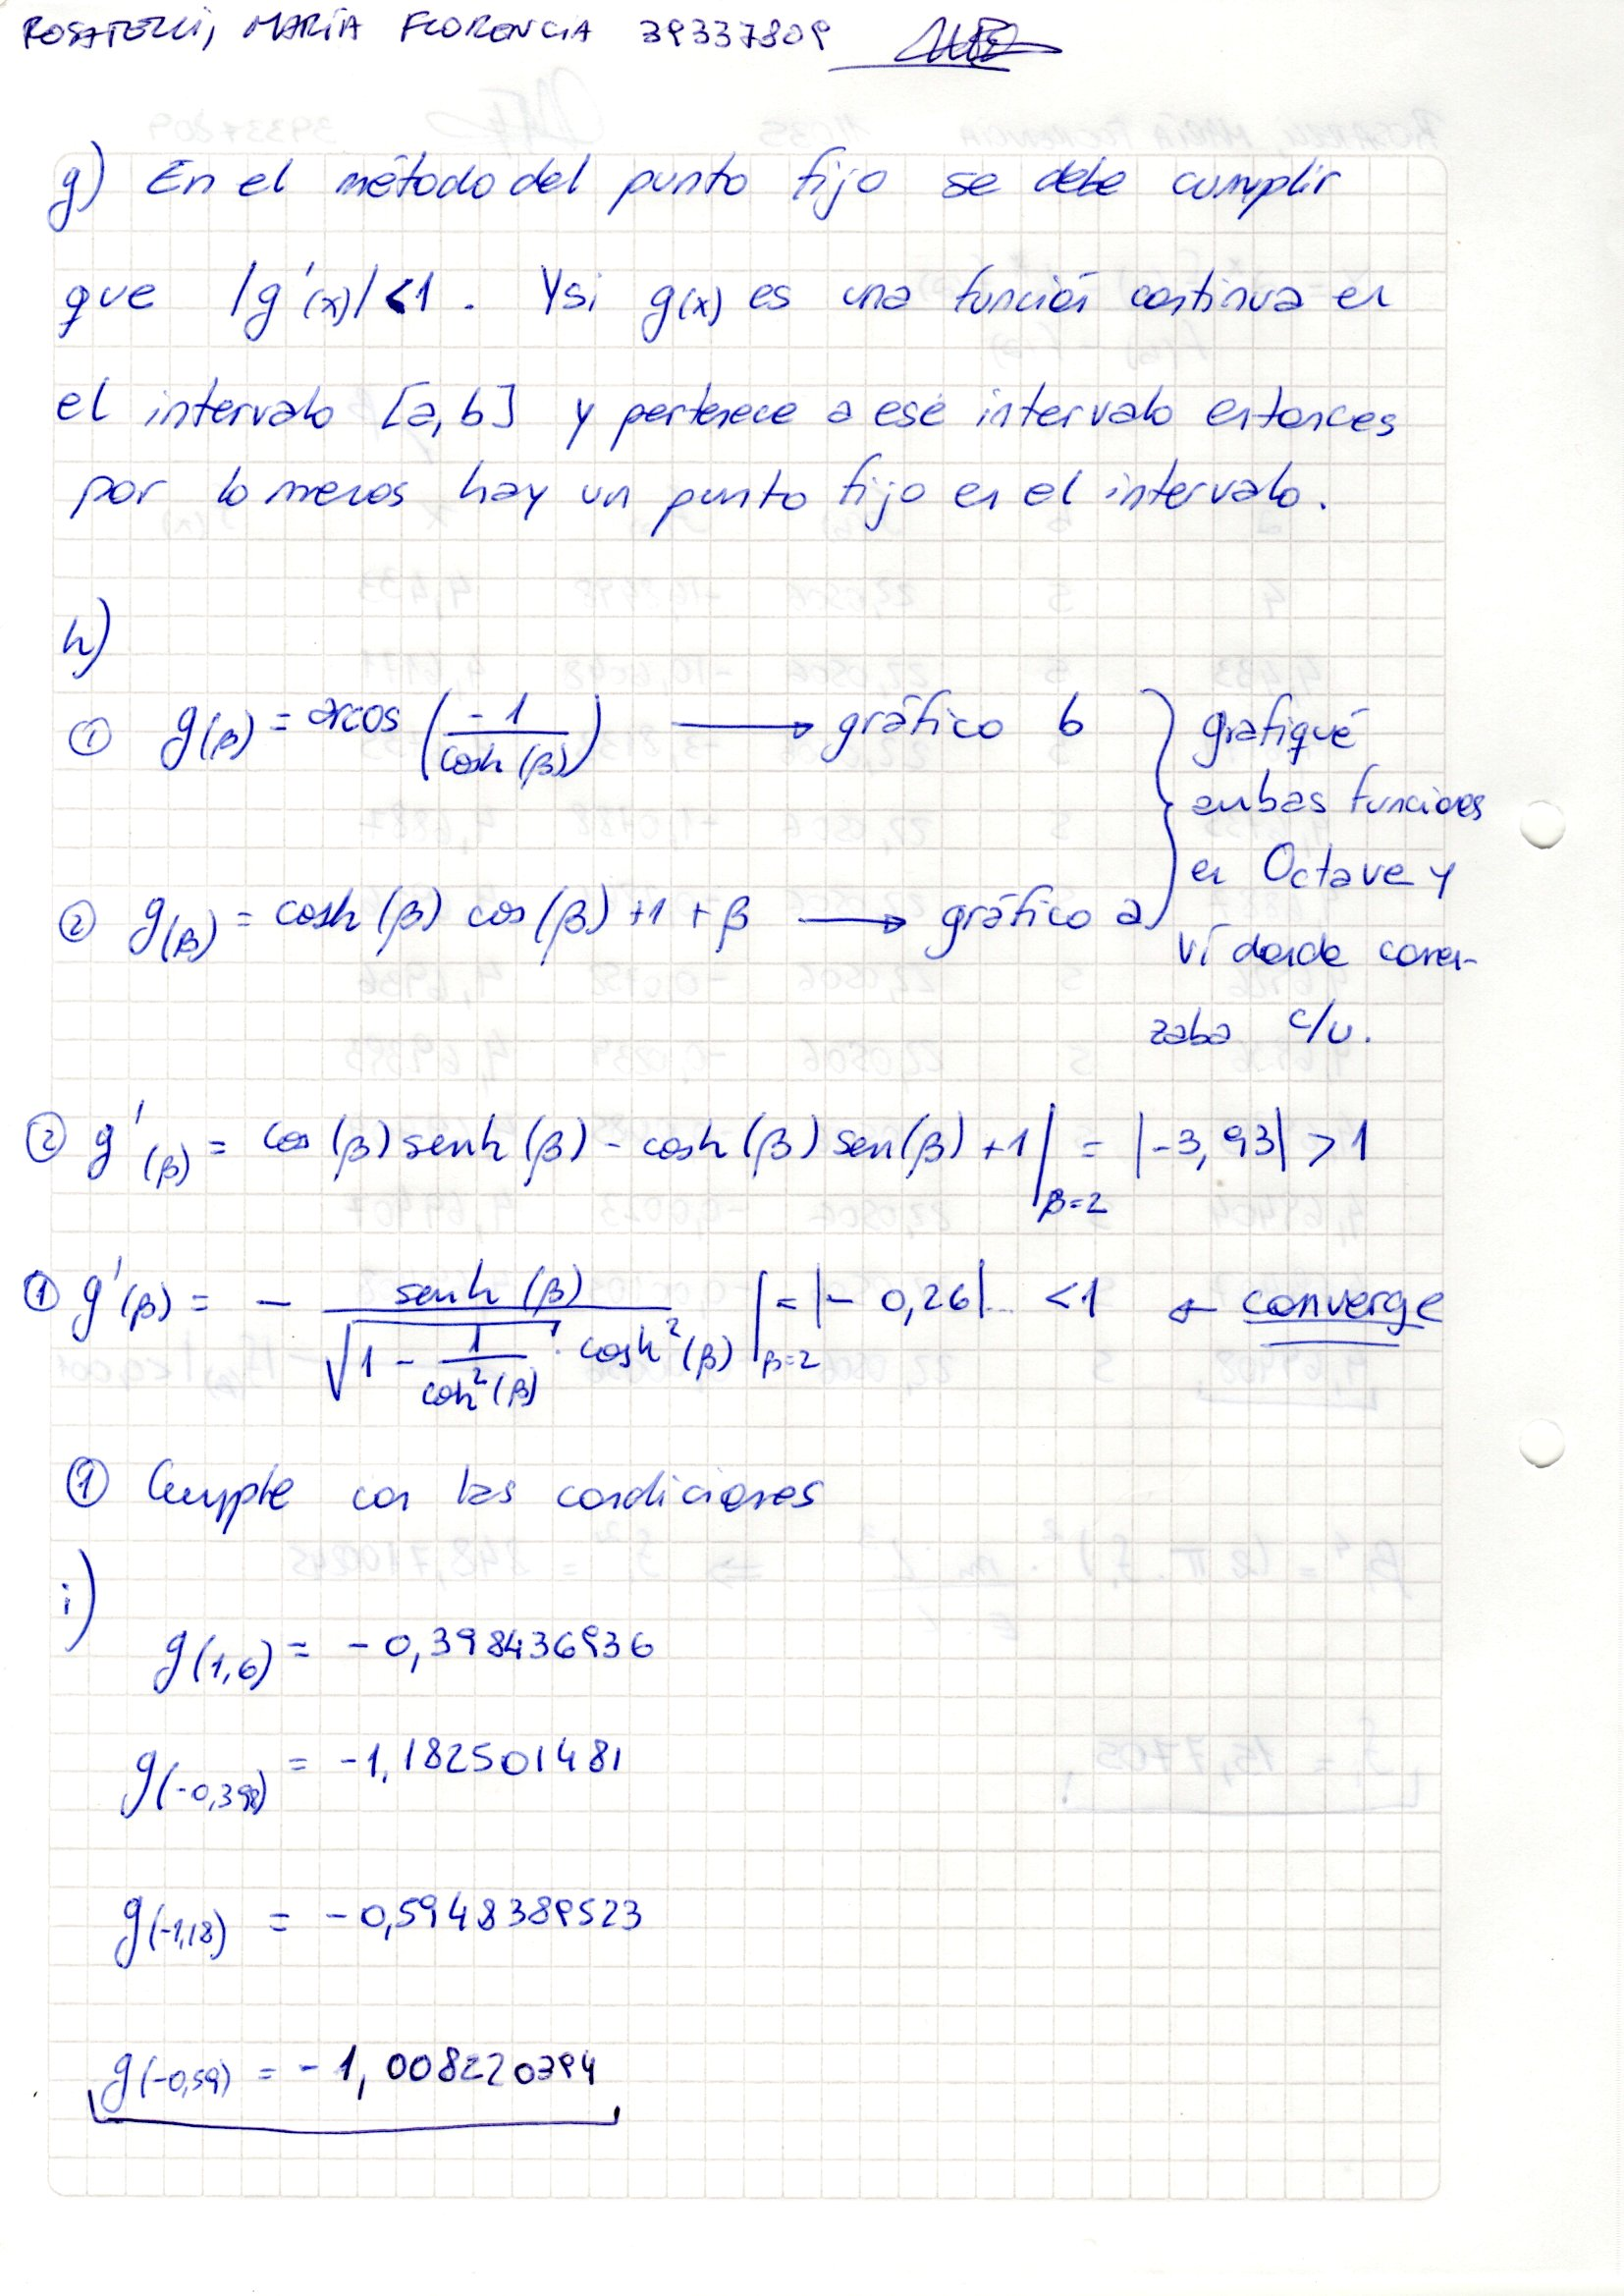 ROSATELLI, MARÍA FLORENCIA 39337809
g) En el método del punto fijo se debe cumplir
que |g'(x)|<1. Y si g(x) es una función continua en
el intervalo [a,b] y pertenece a ese intervalo entonces
por lo menos hay un punto fijo en el intervalo.
h)
① g(β) = arcos (-1/cosh(β)) → gráfico b
② g(β) = cosh(β) cos(β) +1 + β → gráfico a
} grafiqué
ambas funciones
en Octave y
ví donde comen-
zaba c/u.
② g'(β) = cos(β) senh(β) - cosh(β) sen(β) +1 |β=2 = |-3,93| > 1
① g'(β) = - senh(β) / (√(1 - 1/coh²(β)) · cosh²(β)) |β=2 = |-0,26| < 1 ← converge
① Cumple con las condiciones
i)
g(1,6) = -0,398436936
g(-0,398) = -1,182501481
g(-1,18) = -0,5948389523
g(-0,59) = -1,008220394